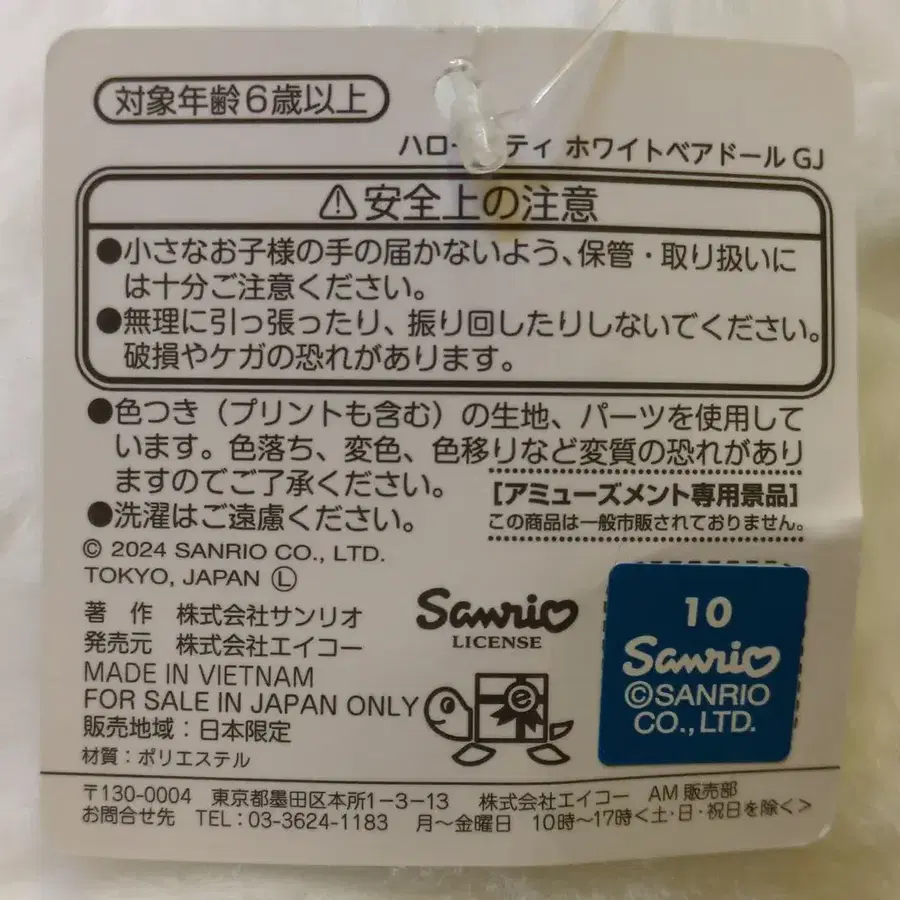 対象年齢6歳以上
ハロー ティ ホワイトベアドール GJ
⚠安全上の注意
●小さなお子様の手の届かないよう、保管・取り扱いに
は十分ご注意ください。
●無理に引っ張ったり、振り回したりしないでください。
破損やケガの恐れがあります。
●色つき（プリントも含む）の生地、パーツを使用して
います。色落ち、変色、色移りなど変質の恐れがあり
ますのでご了承ください。
●洗濯はご遠慮ください。
[アミューズメント専用景品]
この商品は一般市販されておりません。
© 2024 SANRIO CO., LTD.
TOKYO, JAPAN Ⓛ
著 作 株式会社サンリオ
発売元 株式会社エイコー
MADE IN VIETNAM
FOR SALE IN JAPAN ONLY
販売地域：日本限定
材質：ポリエステル
Sanrio
LICENSE
e
10
Sanrio
©SANRIO
CO.,LTD.
〒130-0004 東京都墨田区本所1-3-13 株式会社エイコー AM販売部
お問合せ先 TEL：03-3624-1183 月～金曜日 10時～17時＜土・日・祝日を除く＞